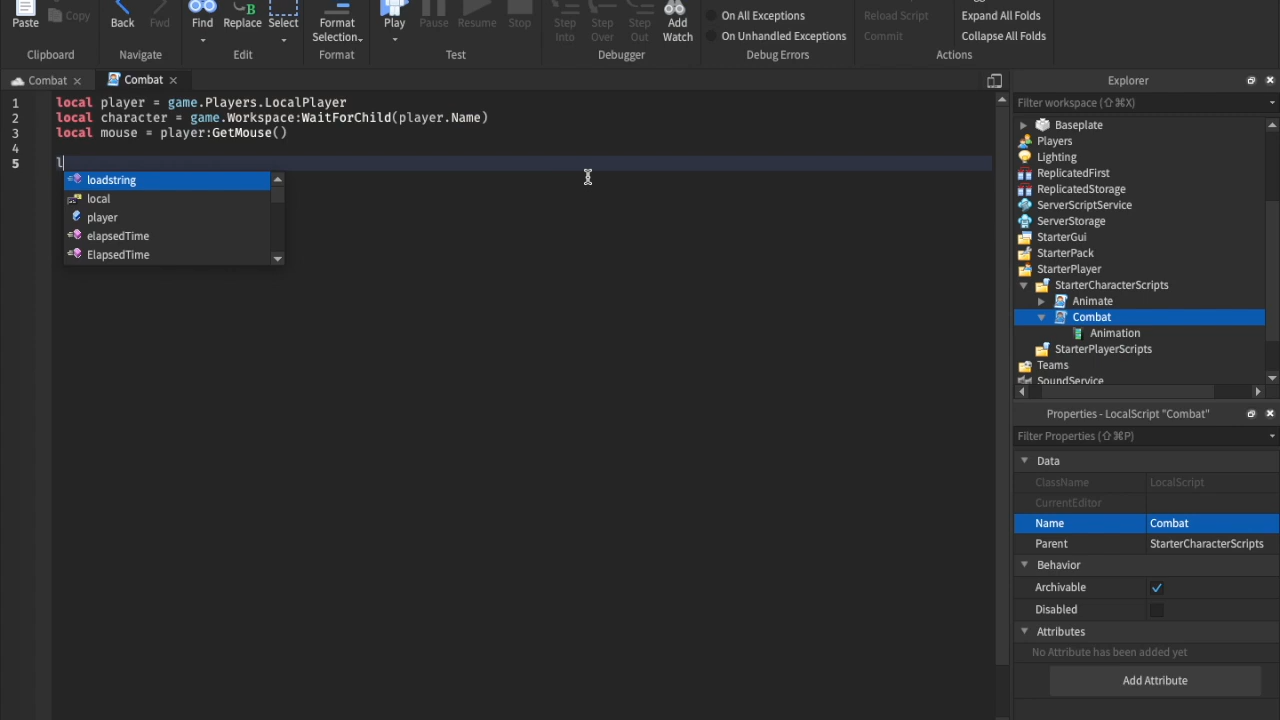 Paste
Copy
Clipboard
Back
Fwd
Navigate
Find
Replace
Select
Edit
Format
Selection
Format
Play
Pause
Resume
Stop
Test
Step
Into
Step
Over
Step
Out
Add
Watch
Debugger
On All Exceptions
On Unhandled Exceptions
Debug Errors
Reload Script
Commit
Expand All Folds
Collapse All Folds
Actions
Combat
Combat
1 local player = game.Players.LocalPlayer
2 local character = game.Workspace:WaitForChild(player.Name)
3 local mouse = player:GetMouse()
4
5 l
loadstring
local
player
elapsedTime
ElapsedTime
Explorer
Filter workspace (⇧⌘X)
Baseplate
Players
Lighting
ReplicatedFirst
ReplicatedStorage
ServerScriptService
ServerStorage
StarterGui
StarterPack
StarterPlayer
StarterCharacterScripts
Animate
Combat
Animation
StarterPlayerScripts
Teams
SoundService
Properties - LocalScript "Combat"
Filter Properties (⇧⌘P)
Data
ClassName LocalScript
CurrentEditor
Name Combat
Parent StarterCharacterScripts
Behavior
Archivable
Disabled
Attributes
No Attribute has been added yet
Add Attribute